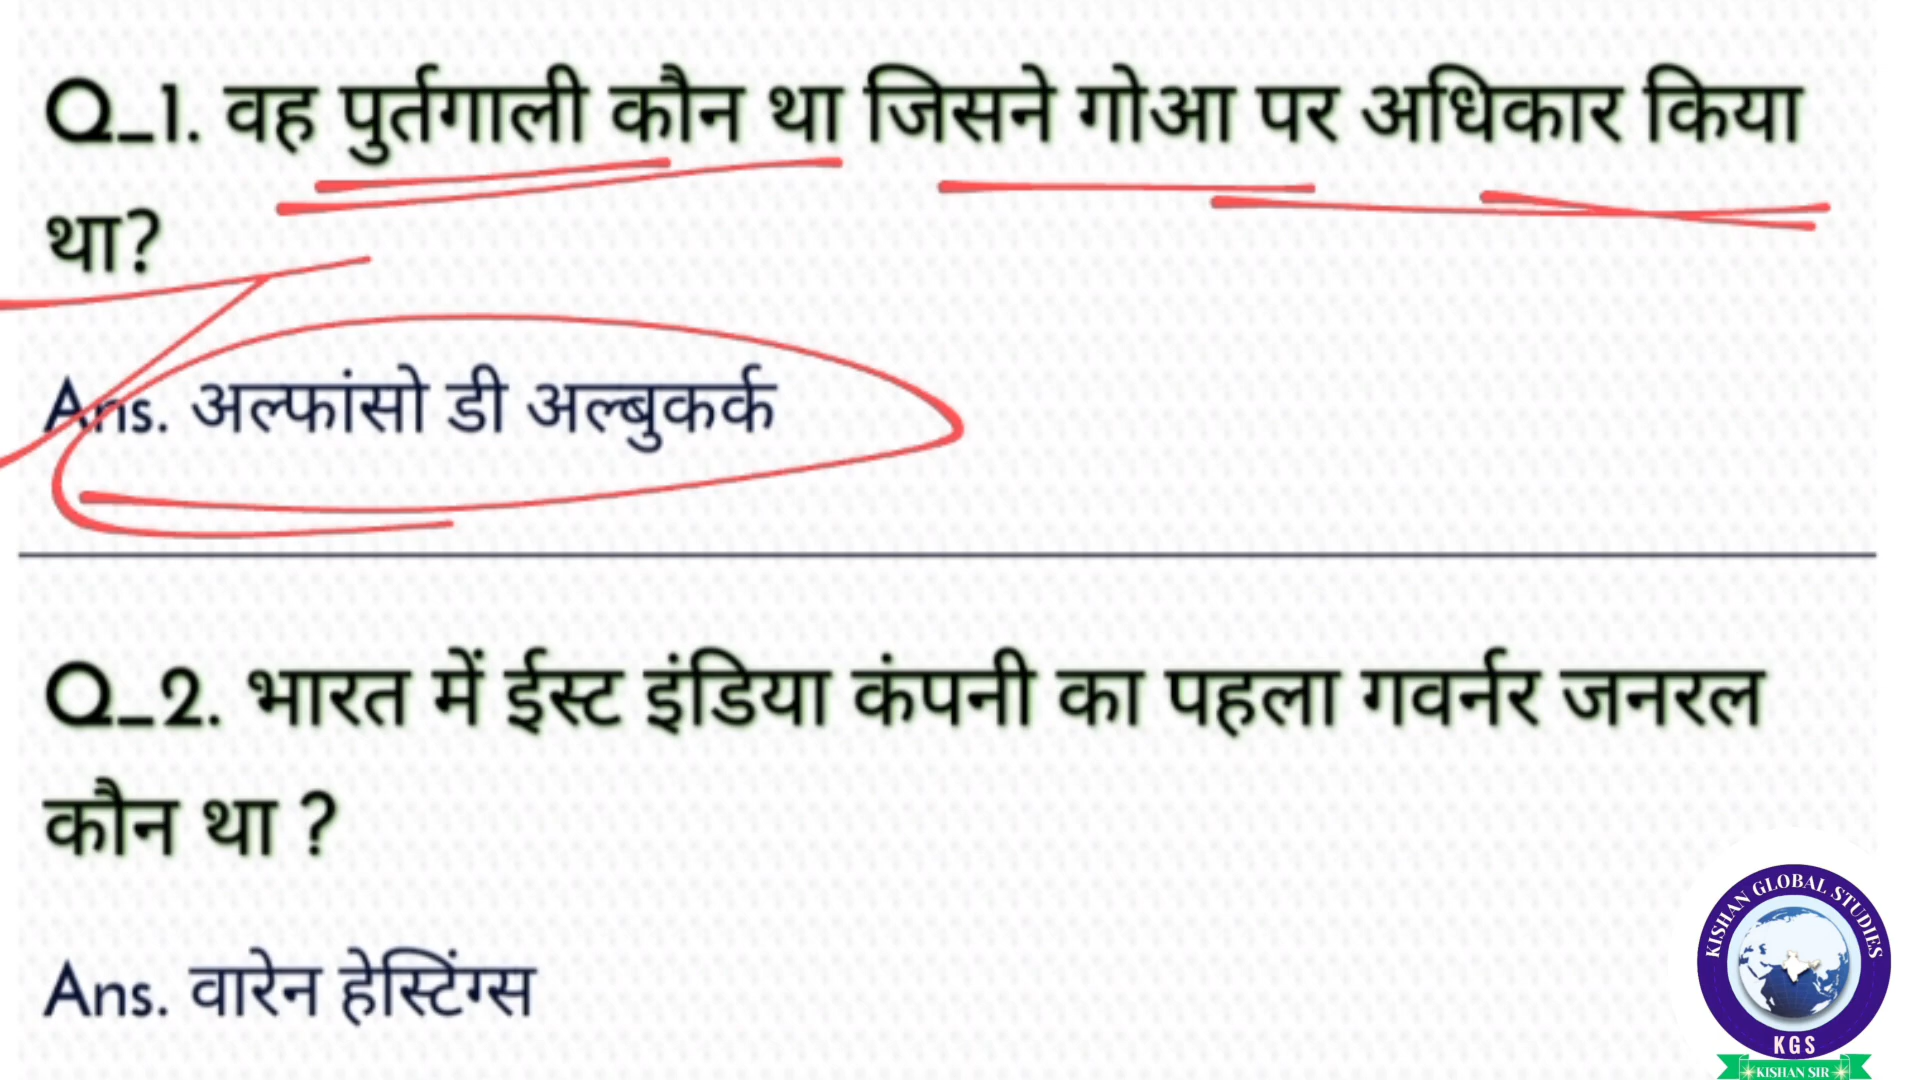 Q_1. वह पुर्तगाली कौन था जिसने गोआ पर अधिकार किया
था?
Ans. अल्फांसो डी अल्बुकर्क
Q_2. भारत में ईस्ट इंडिया कंपनी का पहला गवर्नर जनरल
कौन था ?
Ans. वारेन हेस्टिंग्स
KISHAN GLOBAL STUDIES
KGS
KISHAN SIR